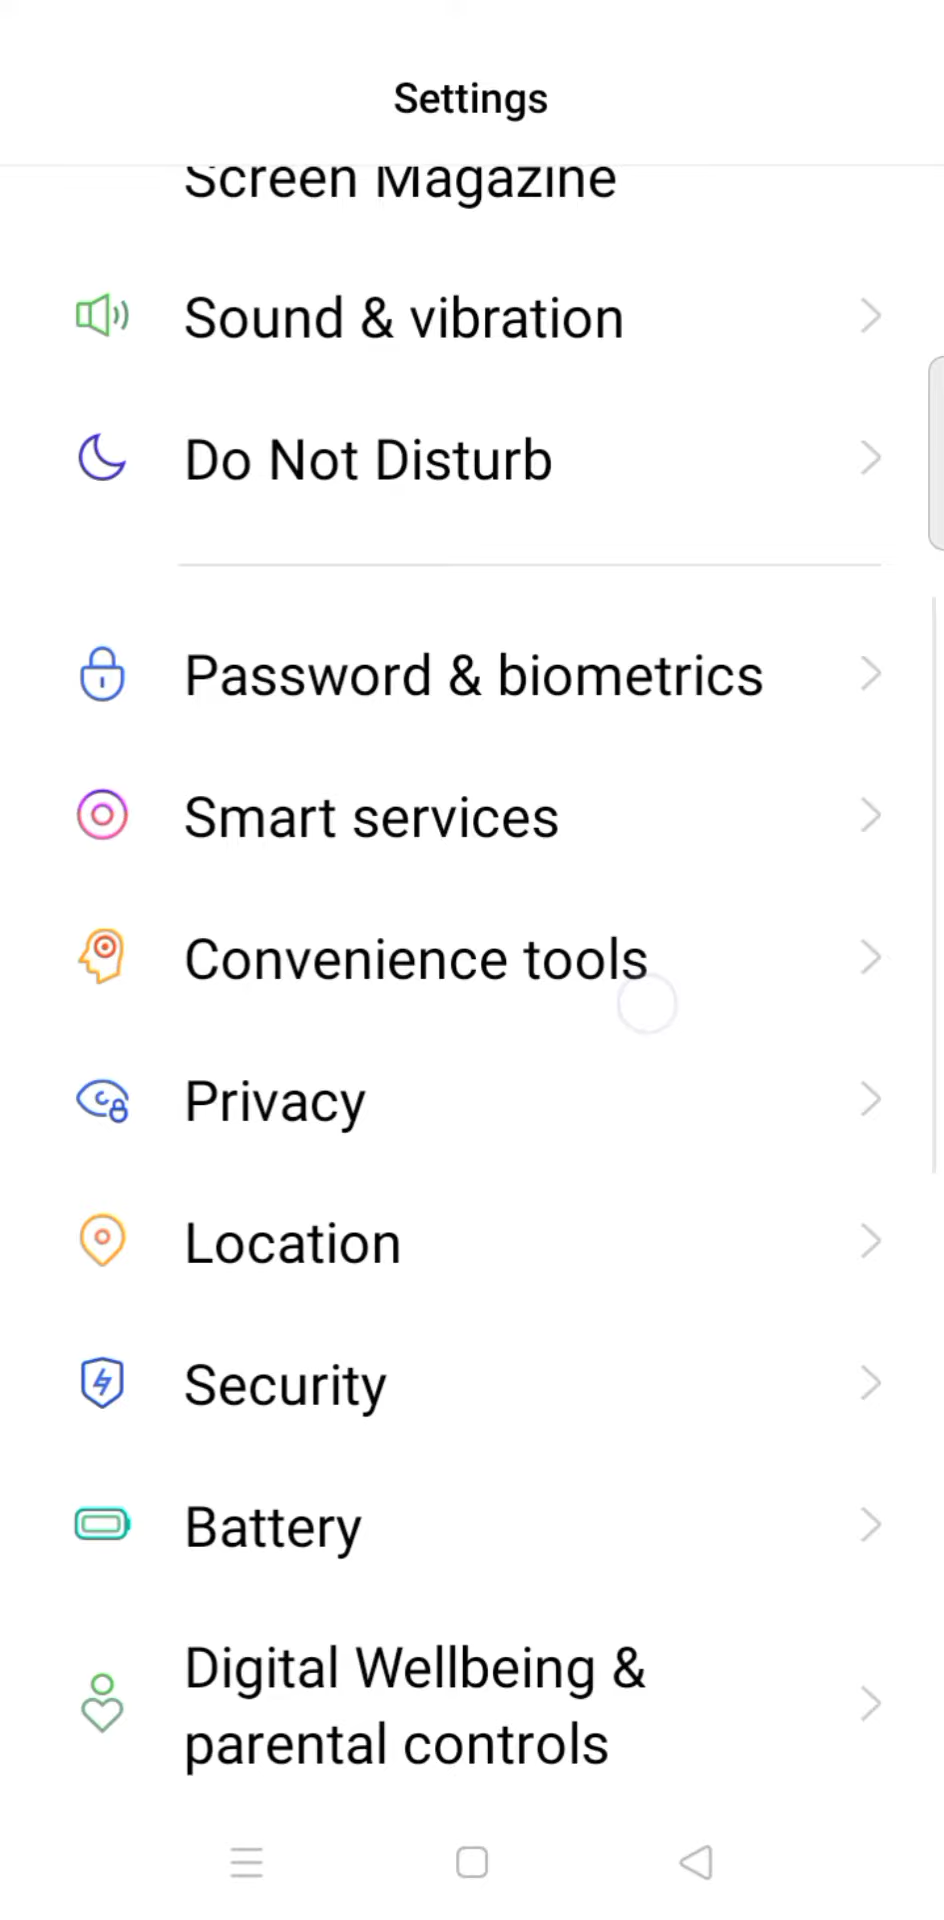 Settings
Screen Magazine
Sound & vibration
Do Not Disturb
Password & biometrics
Smart services
Convenience tools
Privacy
Location
Security
Battery
Digital Wellbeing &
parental controls